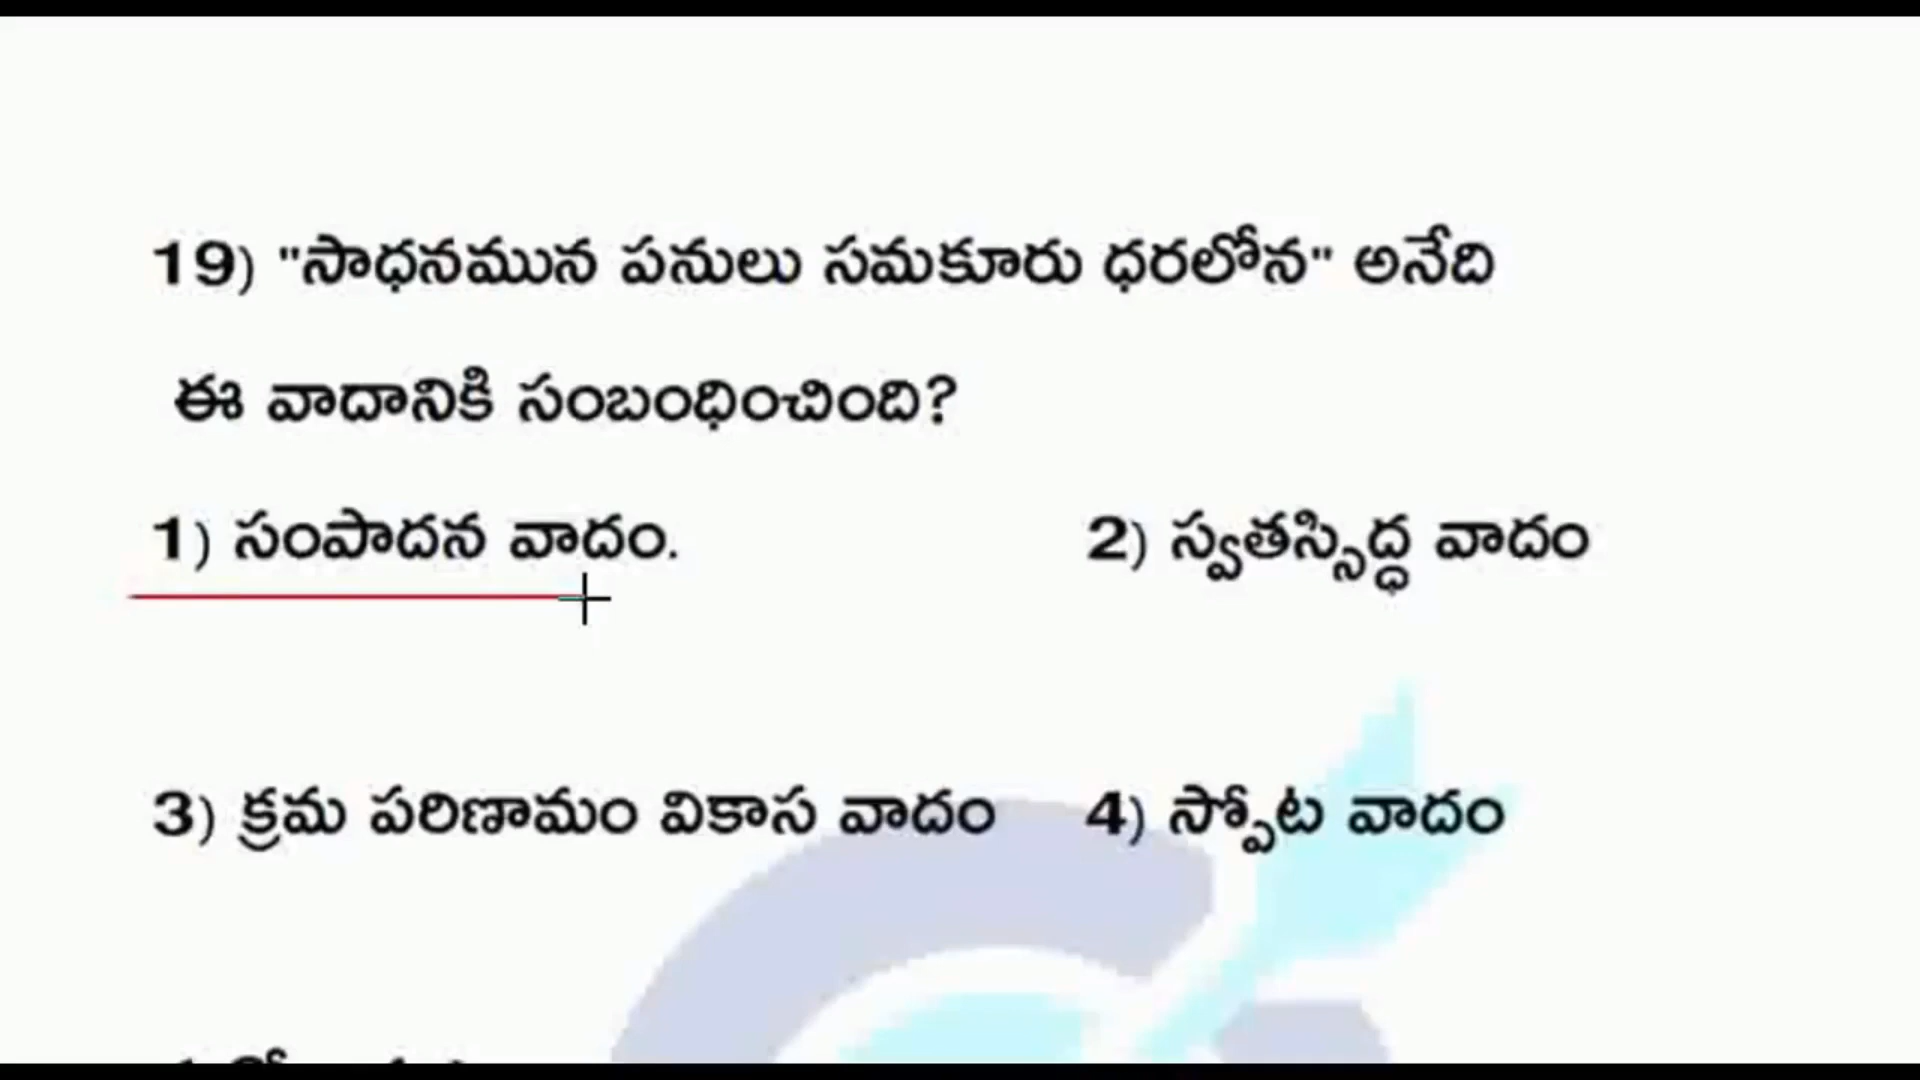 19) "సాధనమున పనులు సమకూరు ధరలోన" అనేది
ఈ వాదానికి సంబంధించింది?
1) సంపాదన వాదం. 2) స్వతస్సిద్ధ వాదం
3) క్రమ పరిణామం వికాస వాదం 4) స్పోట వాదం